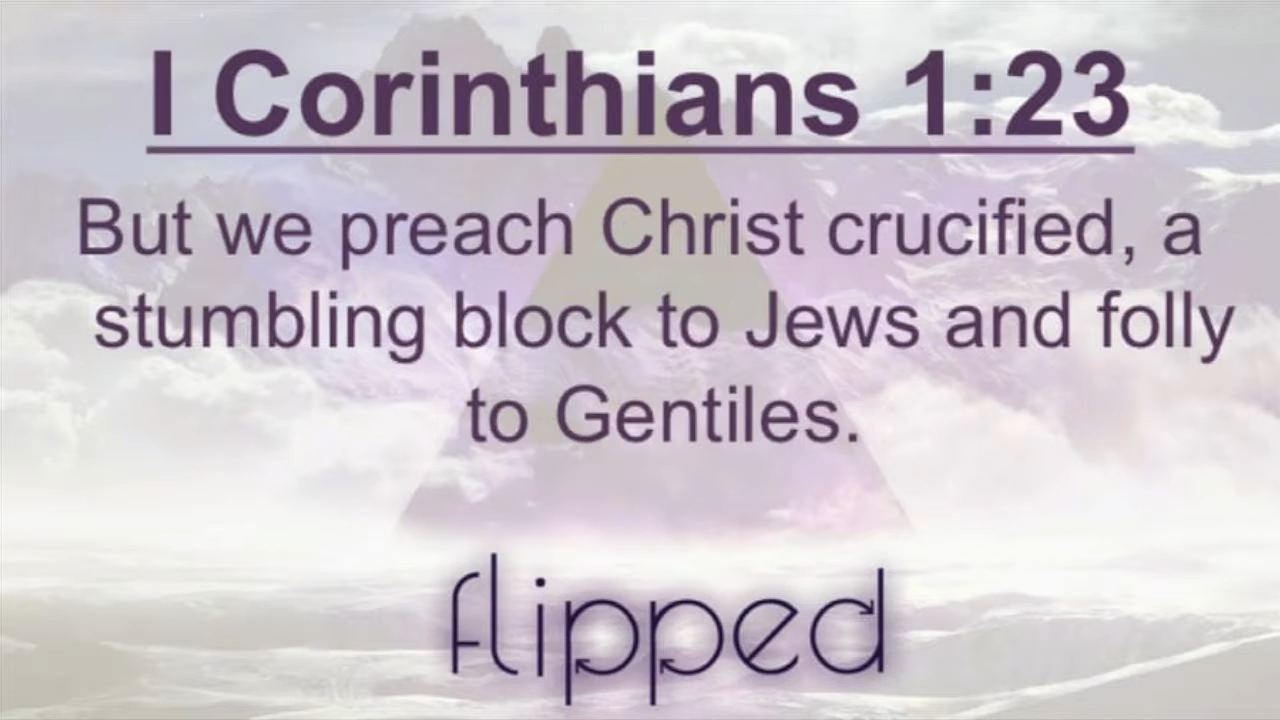 I Corinthians 1:23
But we preach Christ crucified, a
stumbling block to Jews and folly
to Gentiles.
flipped